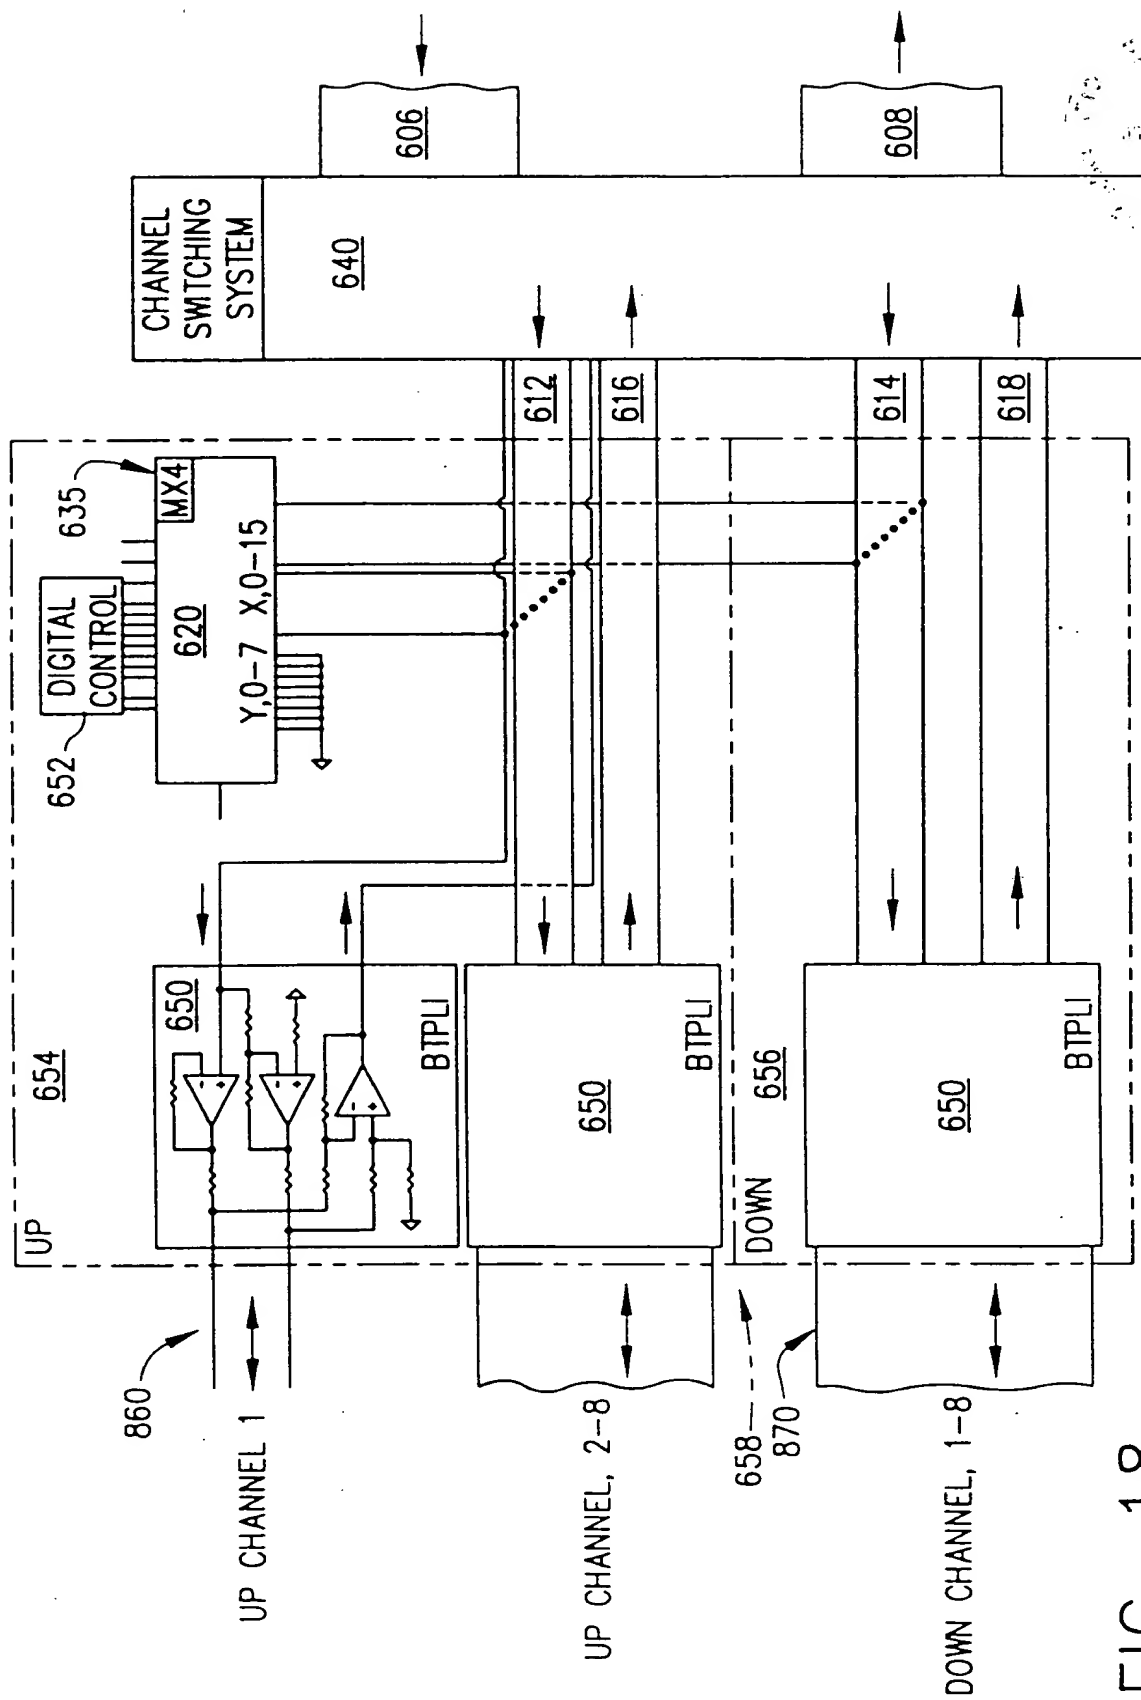 CHANNEL
SWITCHING
SYSTEM
640
606
608
612
616
614
618
635
MX4
DIGITAL
CONTROL
652
620
Y,0-7 X,0-15
654
UP
650
BTPLI
650
BTPLI
656
DOWN
650
BTPLI
860
658
870
UP CHANNEL 1
UP CHANNEL, 2-8
DOWN CHANNEL, 1-8
FIG. 18